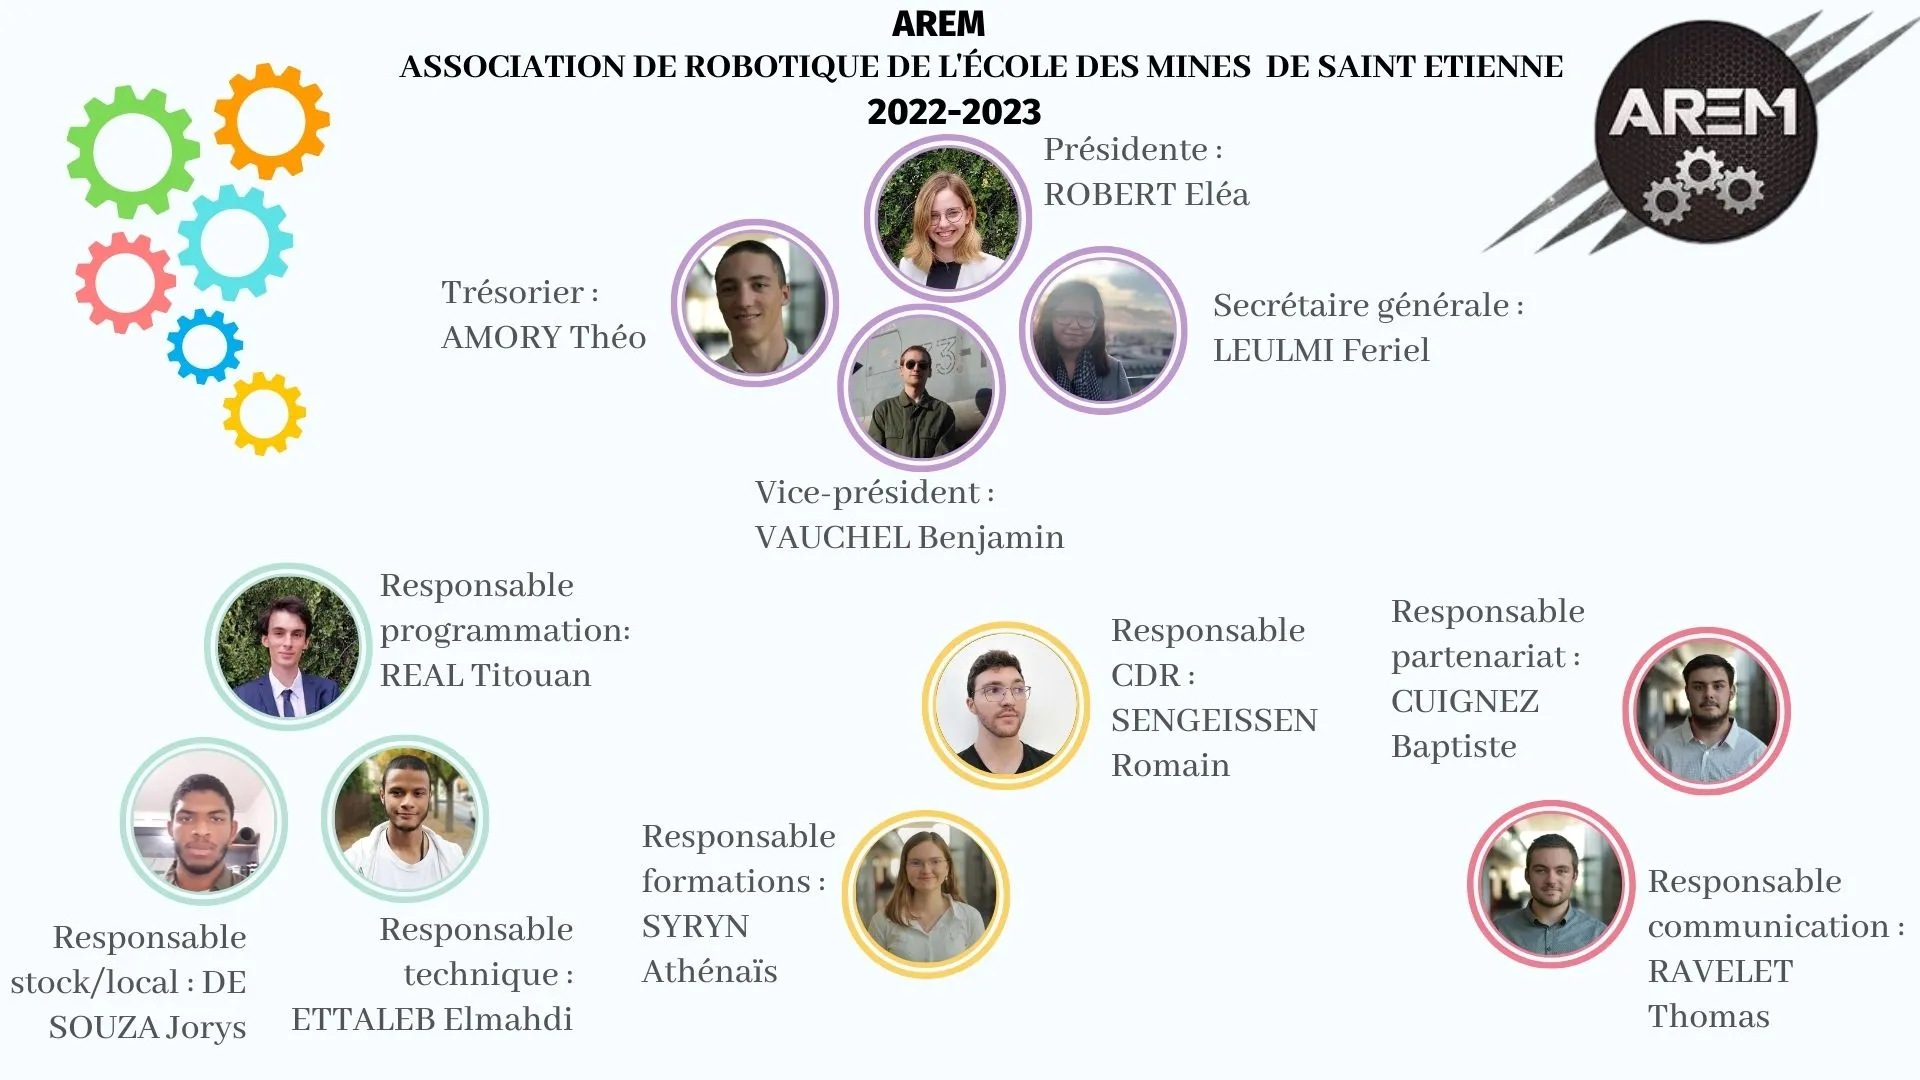 AREM
ASSOCIATION DE ROBOTIQUE DE L'ÉCOLE DES MINES DE SAINT ETIENNE
2022-2023
AREM
Présidente :
ROBERT Eléa
Trésorier :
AMORY Théo
Secrétaire générale :
LEULMI Feriel
Vice-président :
VAUCHEL Benjamin
Responsable
programmation:
REAL Titouan
Responsable
stock/local : DE
SOUZA Jorys
Responsable
technique :
ETTALEB Elmahdi
Responsable
CDR :
SENGEISSEN
Romain
Responsable
formations :
SYRYN
Athénaïs
Responsable
partenariat :
CUIGNEZ
Baptiste
Responsable
communication :
RAVELET
Thomas